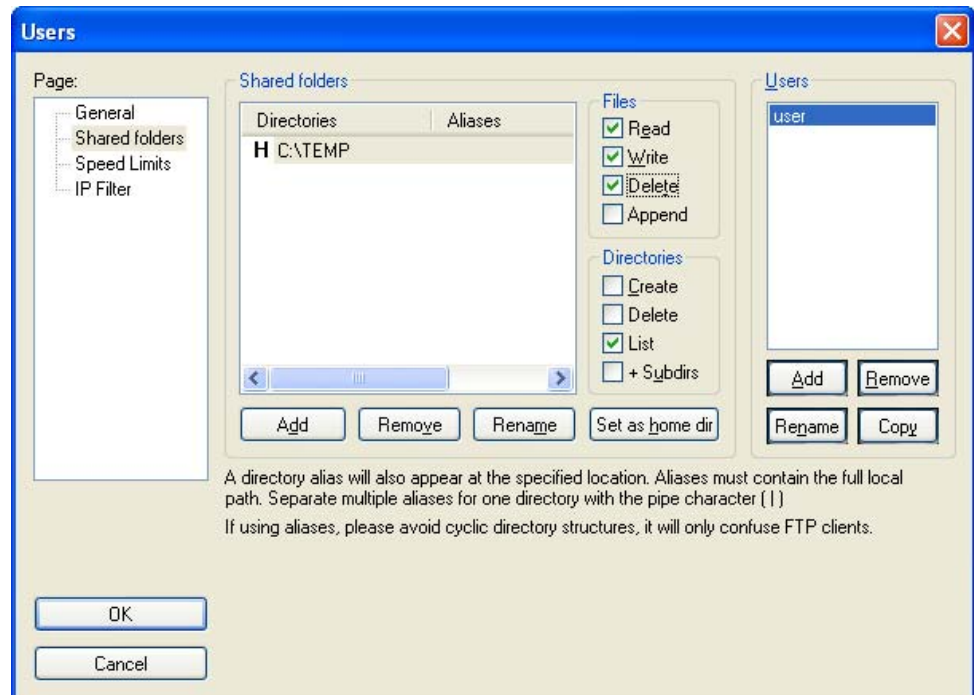 Users
Page:
General
Shared folders
Speed Limits
IP Filter
Shared folders
Directories Aliases
H C:\TEMP
Files
Read
Write
Delete
Append
Directories
Create
Delete
List
+ Subdirs
Add Remove Rename Set as home dir
Users
user
Add Remove
Rename Copy
A directory alias will also appear at the specified location. Aliases must contain the full local
path. Separate multiple aliases for one directory with the pipe character ( | )
If using aliases, please avoid cyclic directory structures, it will only confuse FTP clients.
OK
Cancel